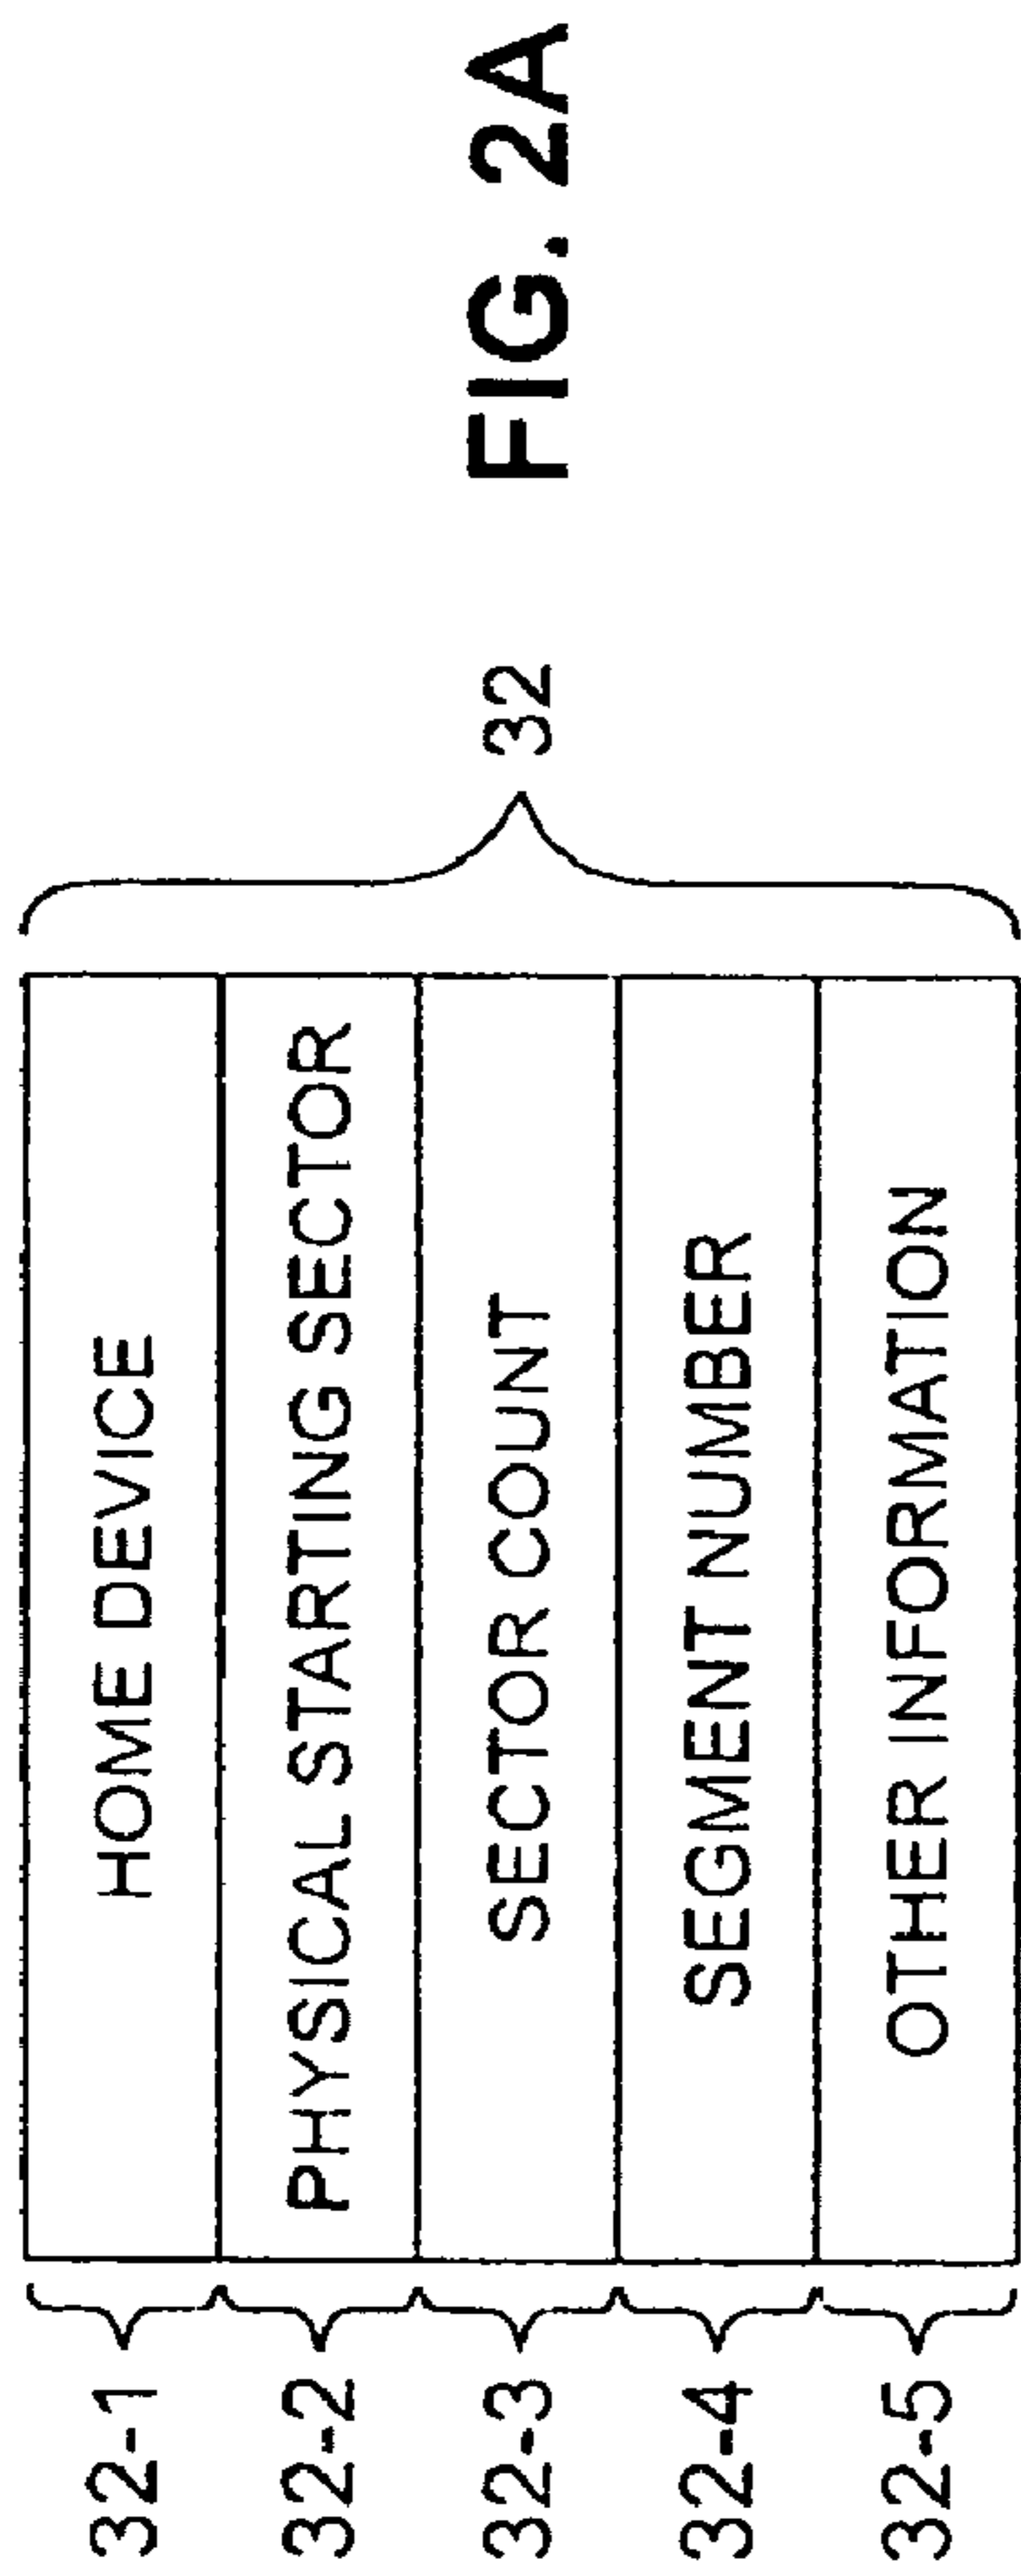 32-1 HOME DEVICE
32-2 PHYSICAL STARTING SECTOR
32-3 SECTOR COUNT
32-4 SEGMENT NUMBER
32-5 OTHER INFORMATION
32
FIG. 2A